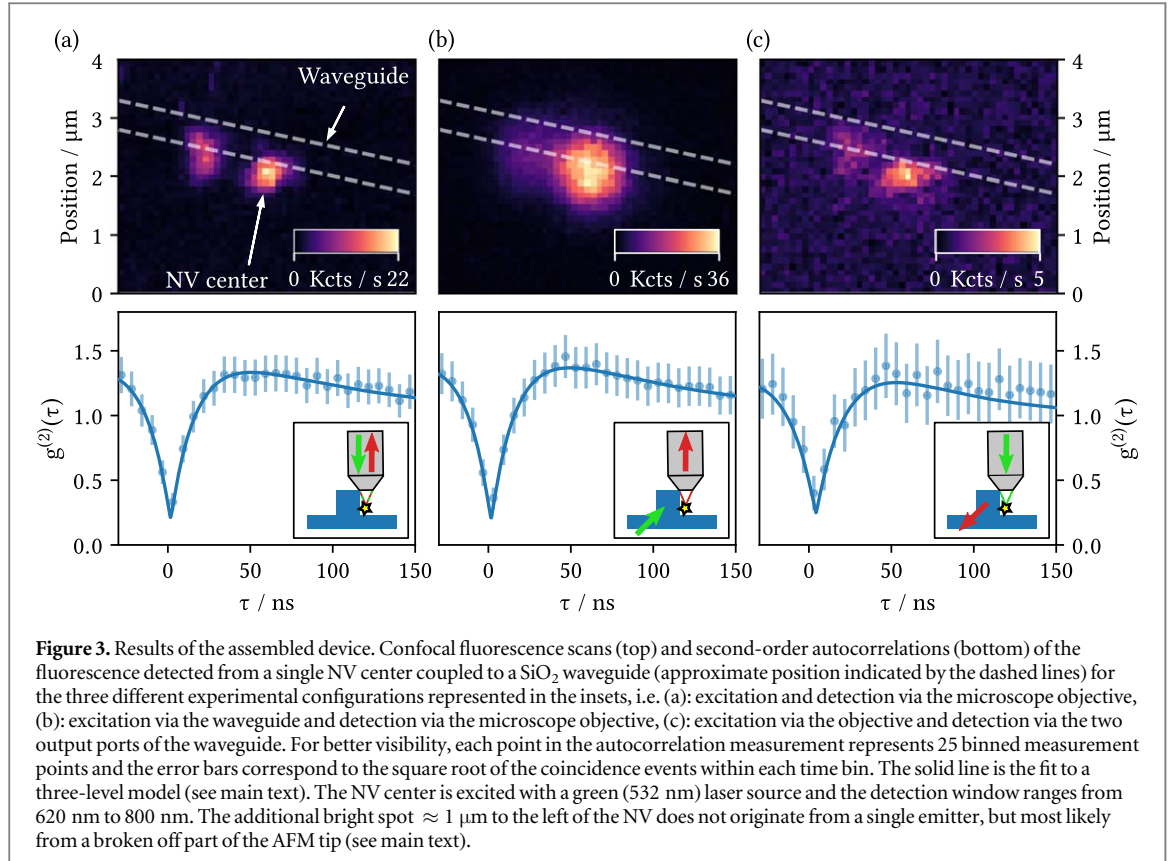 (a) (b) (c)
4 4
Waveguide
3 3
2 2
1 1
0 0
Position / μm
Position / μm
NV center
0 Kcts / s 22
0 Kcts / s 36
0 Kcts / s 5
1.5 1.5
1.0 1.0
0.5 0.5
0.0 0.0
g(2)(τ)
g(2)(τ)
0 50 100 150 0 50 100 150 0 50 100 150
τ / ns τ / ns τ / ns
Figure 3. Results of the assembled device. Confocal fluorescence scans (top) and second-order autocorrelations (bottom) of the
fluorescence detected from a single NV center coupled to a SiO₂ waveguide (approximate position indicated by the dashed lines) for
the three different experimental configurations represented in the insets, i.e. (a): excitation and detection via the microscope objective,
(b): excitation via the waveguide and detection via the microscope objective, (c): excitation via the objective and detection via the two
output ports of the waveguide. For better visibility, each point in the autocorrelation measurement represents 25 binned measurement
points and the error bars correspond to the square root of the coincidence events within each time bin. The solid line is the fit to a
three-level model (see main text). The NV center is excited with a green (532 nm) laser source and the detection window ranges from
620 nm to 800 nm. The additional bright spot ≈ 1 μm to the left of the NV does not originate from a single emitter, but most likely
from a broken off part of the AFM tip (see main text).